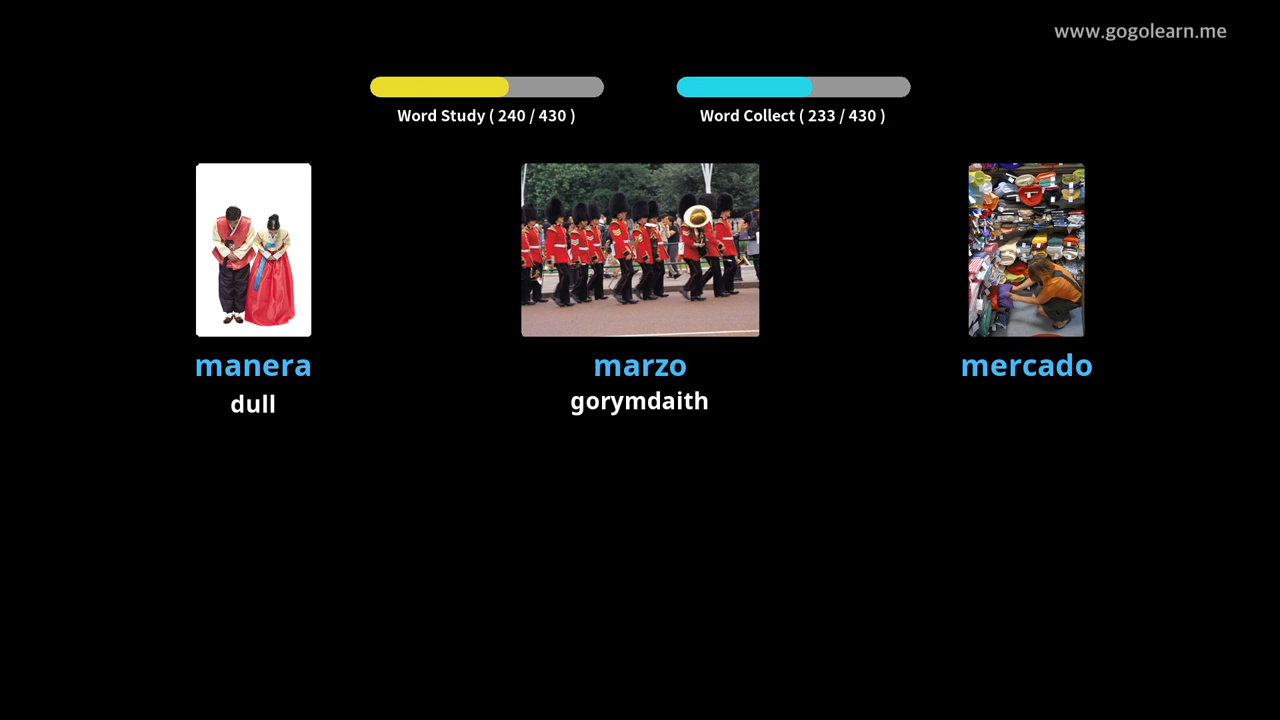 www.gogolearn.me
Word Study ( 240 / 430 )
Word Collect ( 233 / 430 )
manera
dull
marzo
gorymdaith
mercado